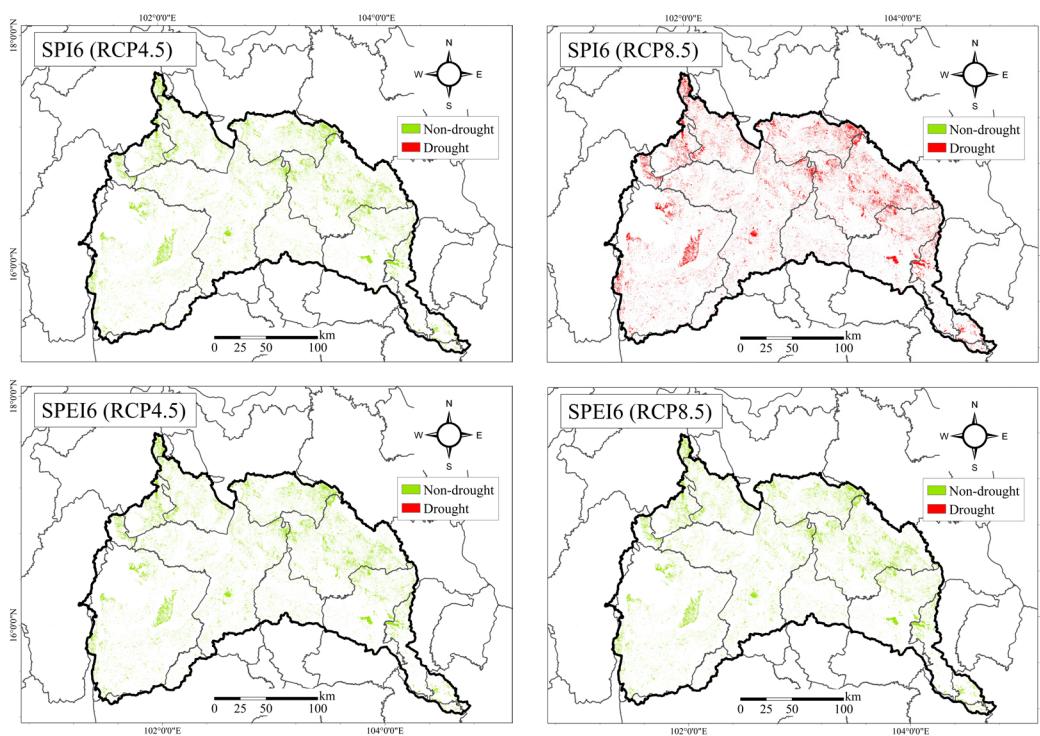 102°0'0"E 104°0'0"E 102°0'0"E 104°0'0"E
18°0'0"N
SPI6 (RCP4.5)
N
W E
S
Non-drought
Drought
16°0'0"N
km
0 25 50 100
SPI6 (RCP8.5)
N
W E
S
Non-drought
Drought
km
0 25 50 100
18°0'0"N
SPEI6 (RCP4.5)
N
W E
S
Non-drought
Drought
16°0'0"N
km
0 25 50 100
SPEI6 (RCP8.5)
N
W E
S
Non-drought
Drought
km
0 25 50 100
102°0'0"E 104°0'0"E 102°0'0"E 104°0'0"E